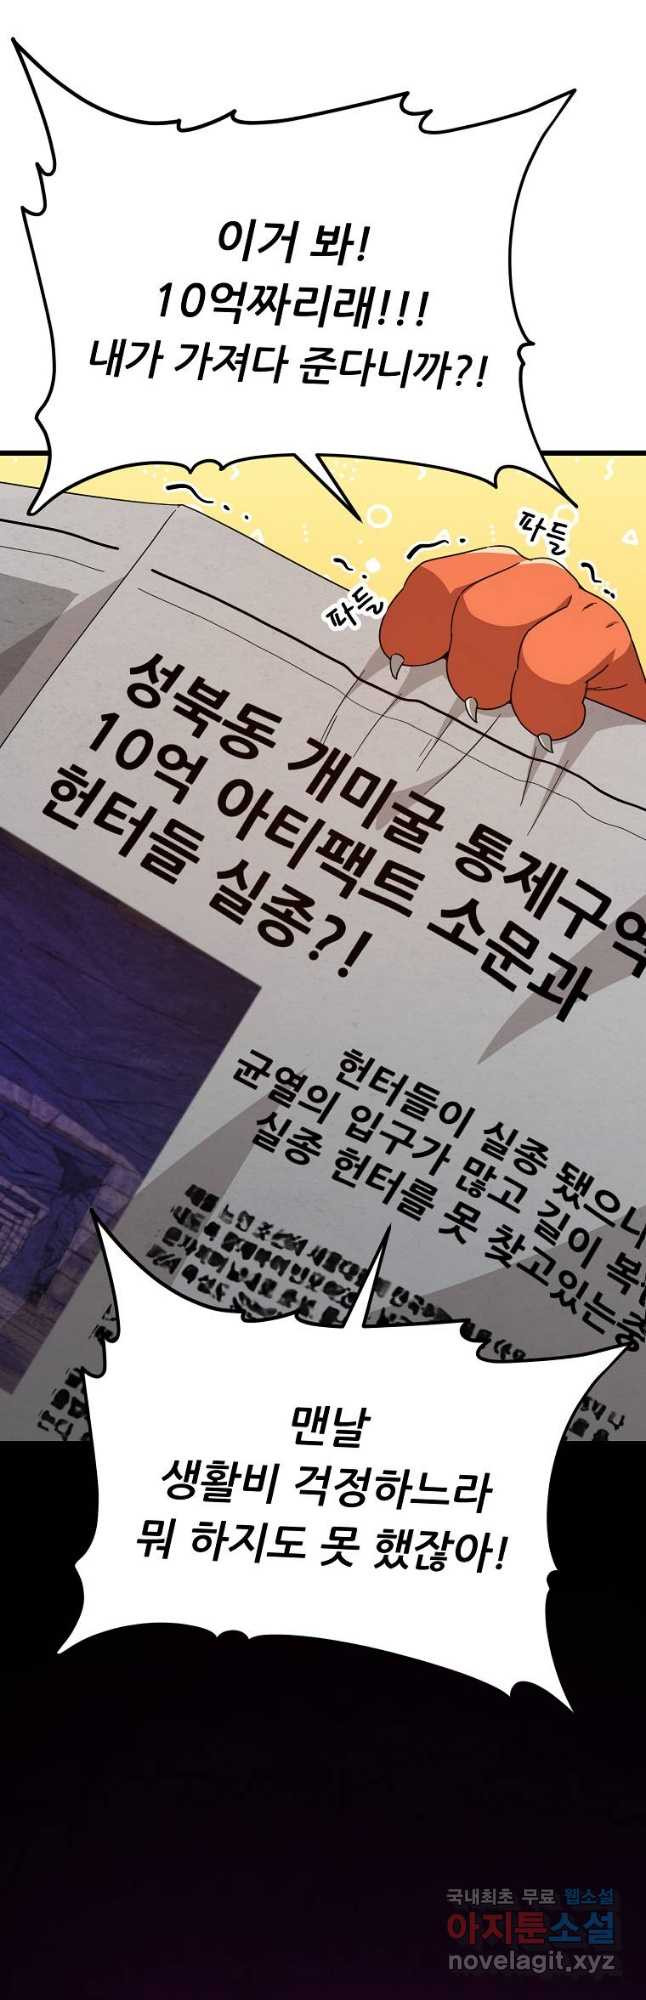 이거 봐!
10억짜리래!!!
내가 가져다 준다니까?!
파들
파들
성북동 개미굴 통제구역
10억 아티팩트 소문과
헌터들 실종?!
헌터들이 실종 됐으니
균열의 입구가 많고 길이 복
실종 헌터를 못 찾고있는중
맨날
생활비 걱정하느라
뭐 하지도 못 했잖아!
국내최초 무료 웹소설
아지툰소설
novelagit.xyz